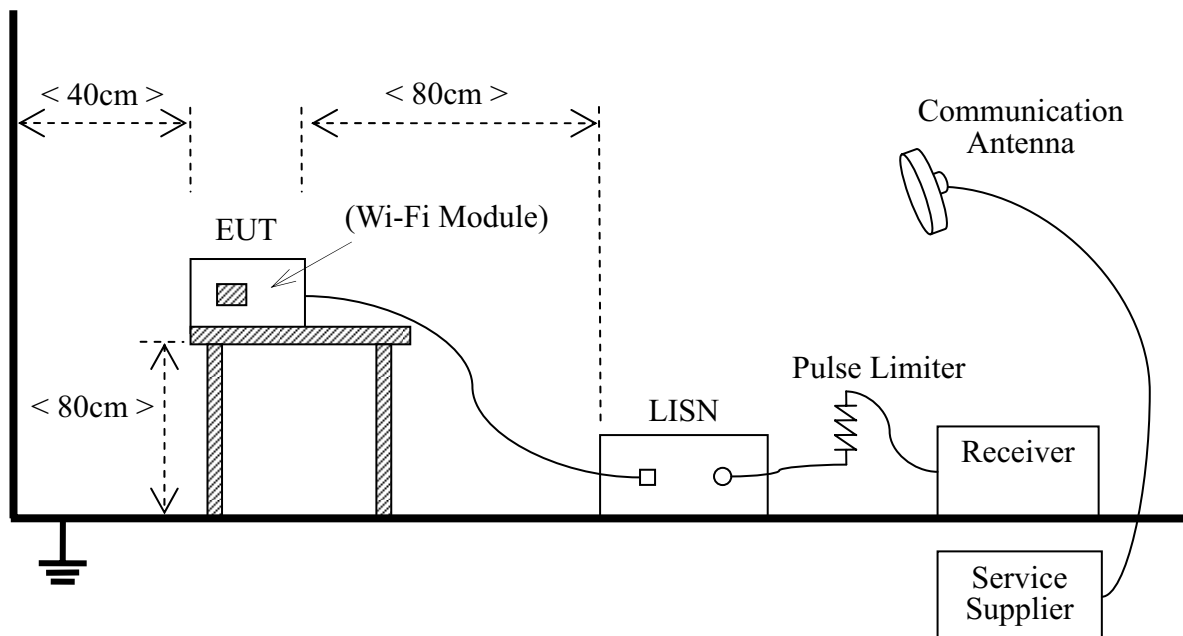 < 40cm >
< 80cm >
Communication
Antenna
(Wi-Fi Module)
EUT
Pulse Limiter
< 80cm >
LISN
Receiver
Service
Supplier